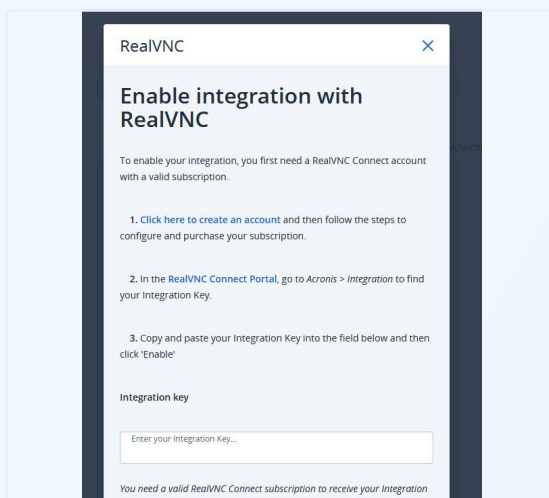 RealVNC
Enable integration with
RealVNC
To enable your integration, you first need a RealVNC Connect account
with a valid subscription.
1. Click here to create an account and then follow the steps to
configure and purchase your subscription.
2. In the RealVNC Connect Portal, go to Acronis > Integration to find
your Integration Key.
3. Copy and paste your Integration Key into the field below and then
click 'Enable'
Integration key
Enter your Integration Key...
You need a valid RealVNC Connect subscription to receive your Integration